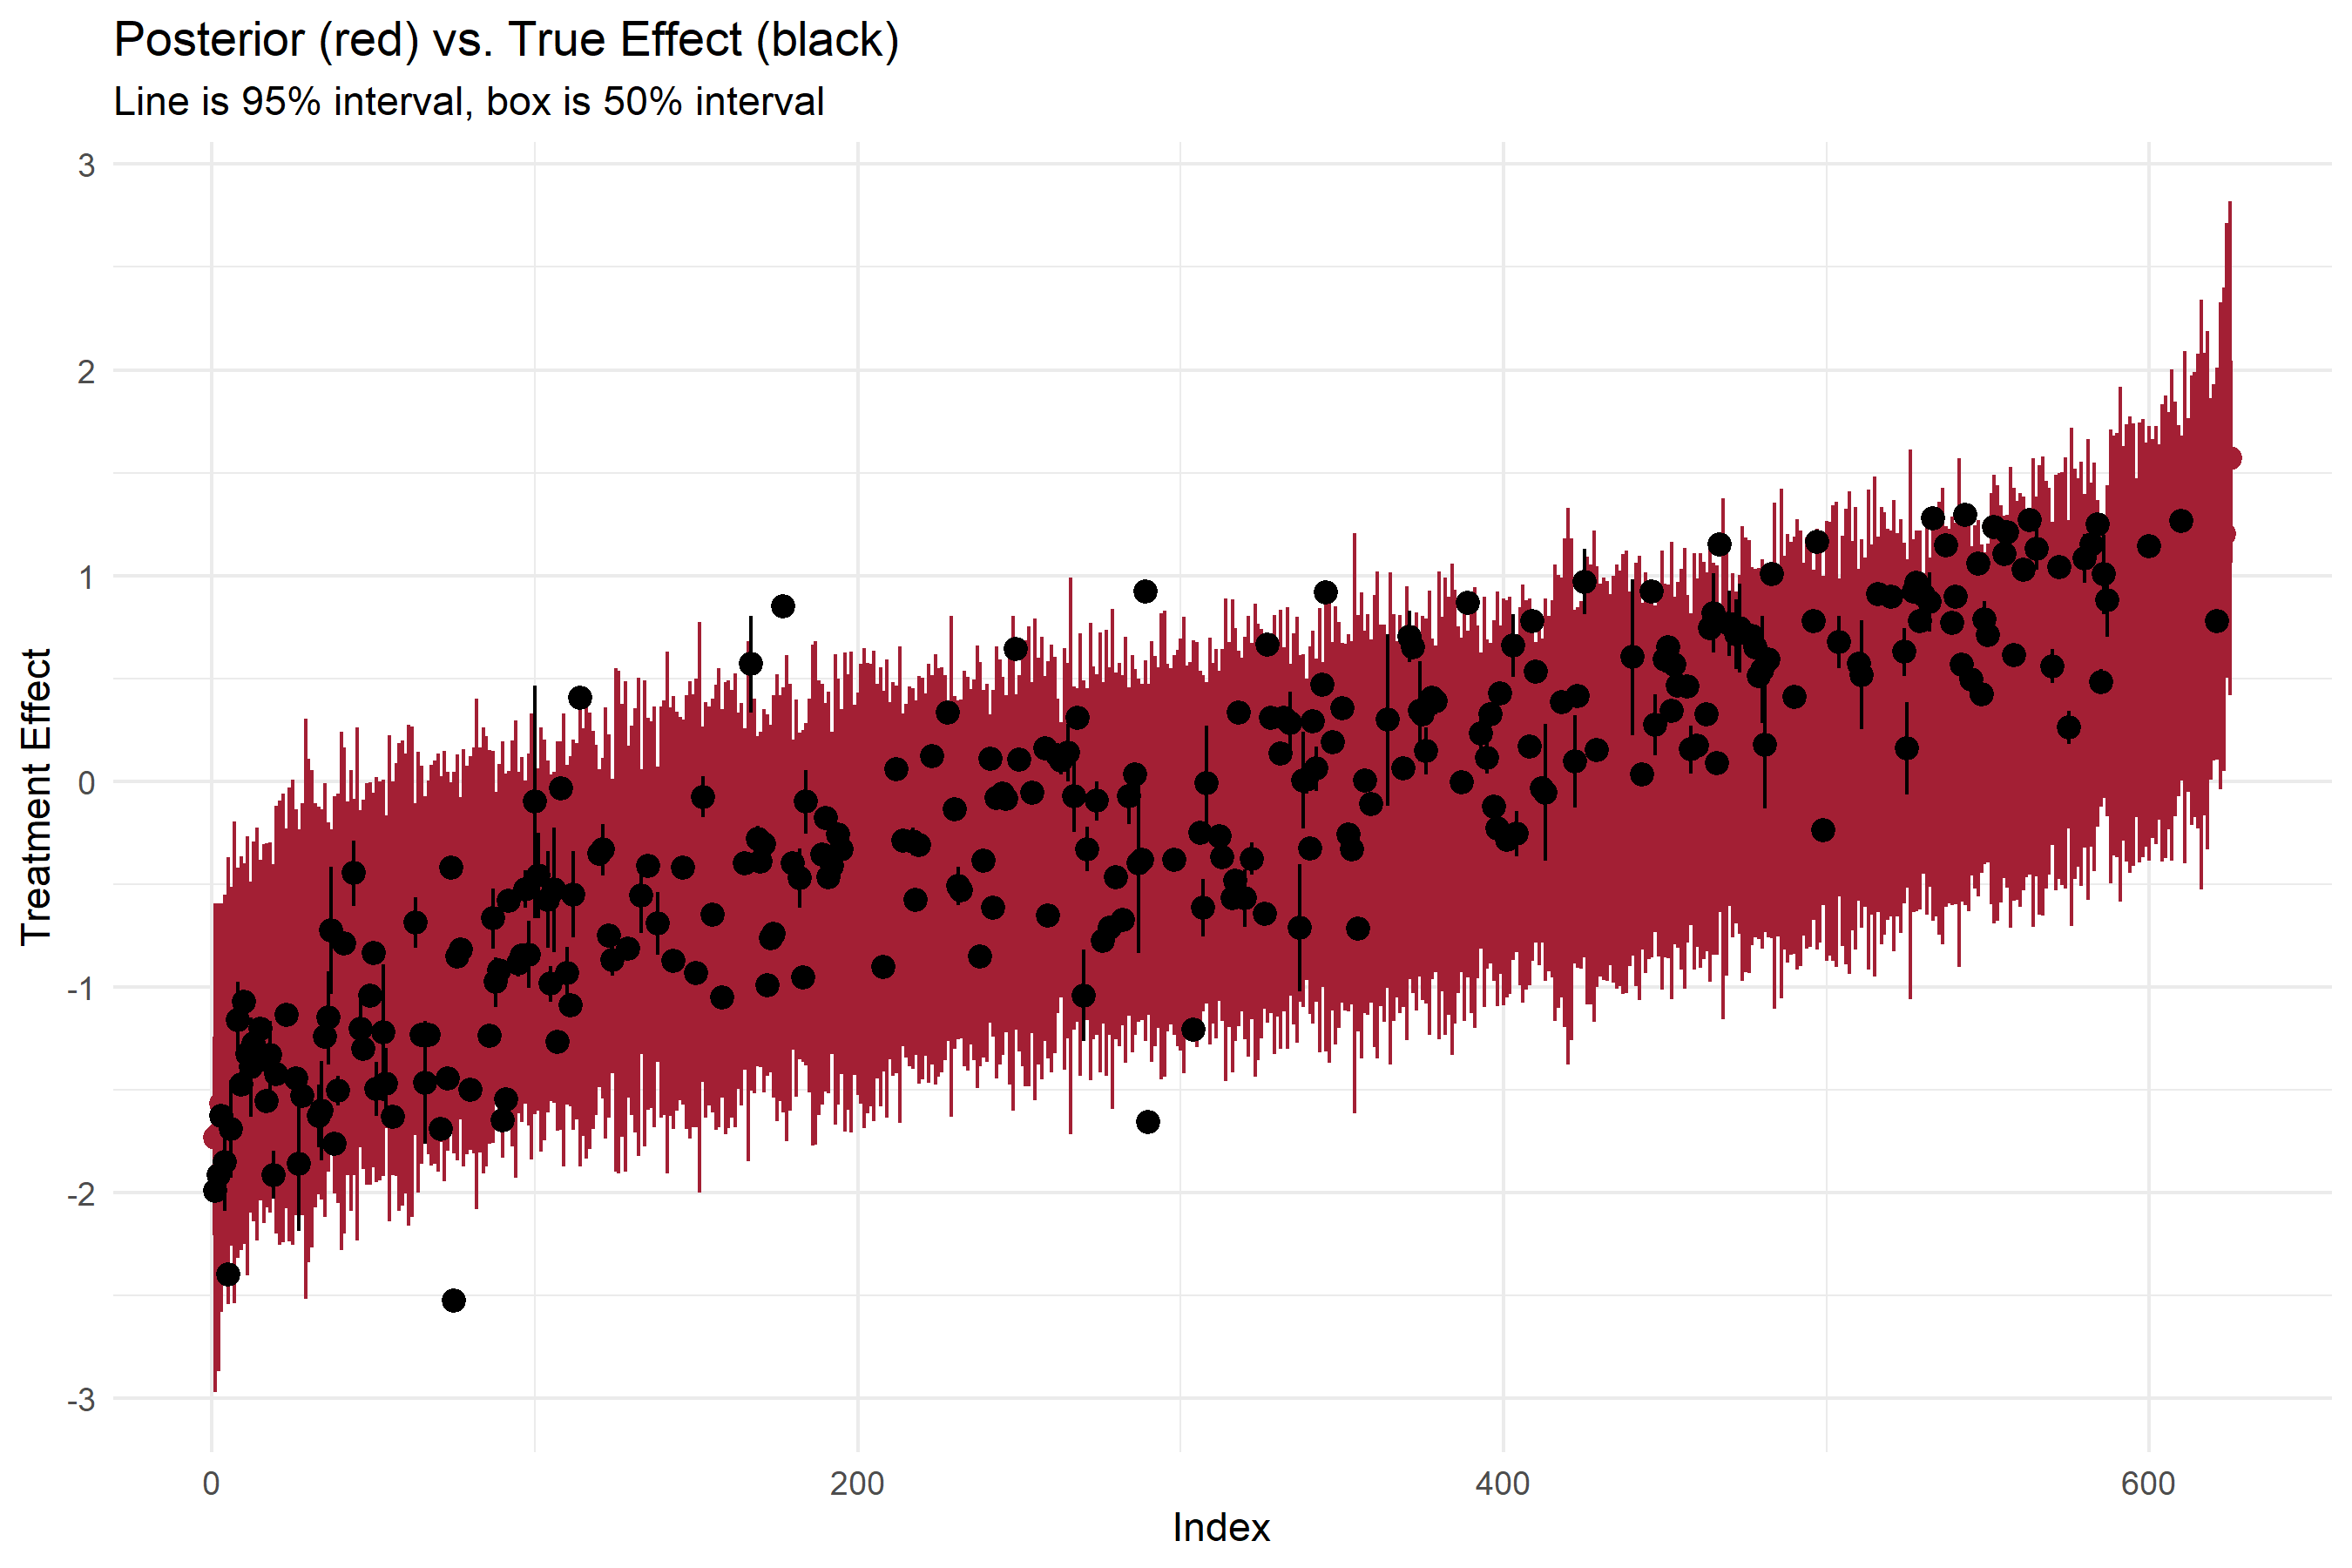 Posterior (red) vs. True Effect (black)
Line is 95% interval, box is 50% interval
Treatment Effect
3
2
1
0
-1
-2
-3
0
200
400
600
Index